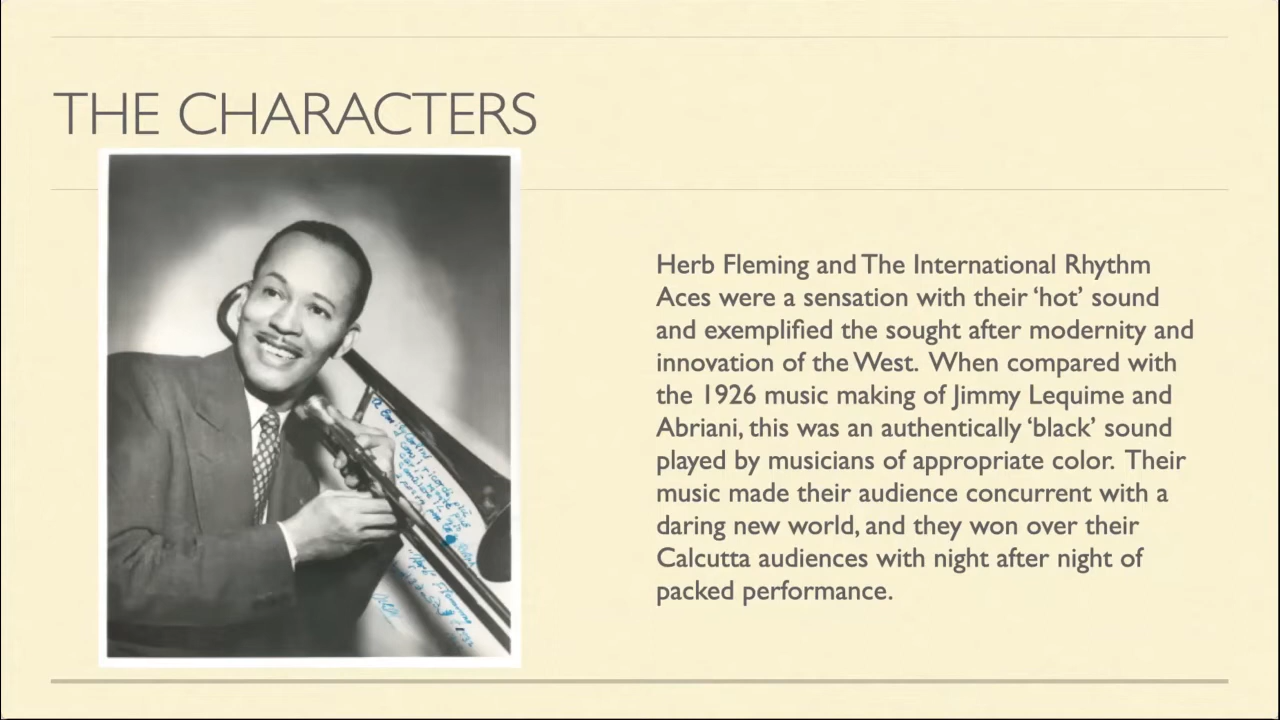 THE CHARACTERS
Herb Fleming and The International Rhythm
Aces were a sensation with their ‘hot’ sound
and exemplified the sought after modernity and
innovation of the West.  When compared with
the 1926 music making of Jimmy Lequime and
Abriani, this was an authentically ‘black’ sound
played by musicians of appropriate color.  Their
music made their audience concurrent with a
daring new world, and they won over their
Calcutta audiences with night after night of
packed performance.
Herb Flemming